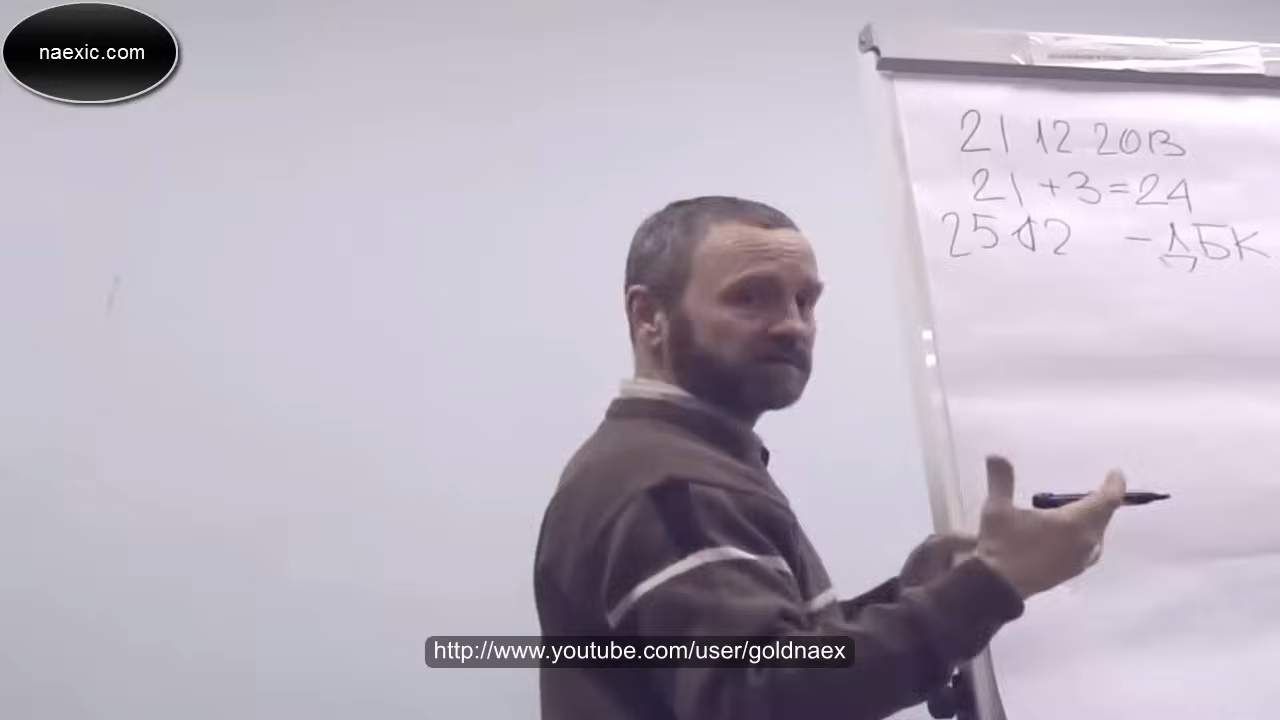 naexic.com
21 12 2013
21 + 3 = 24
25 12 - ДБК
http://www.youtube.com/user/goldnaex